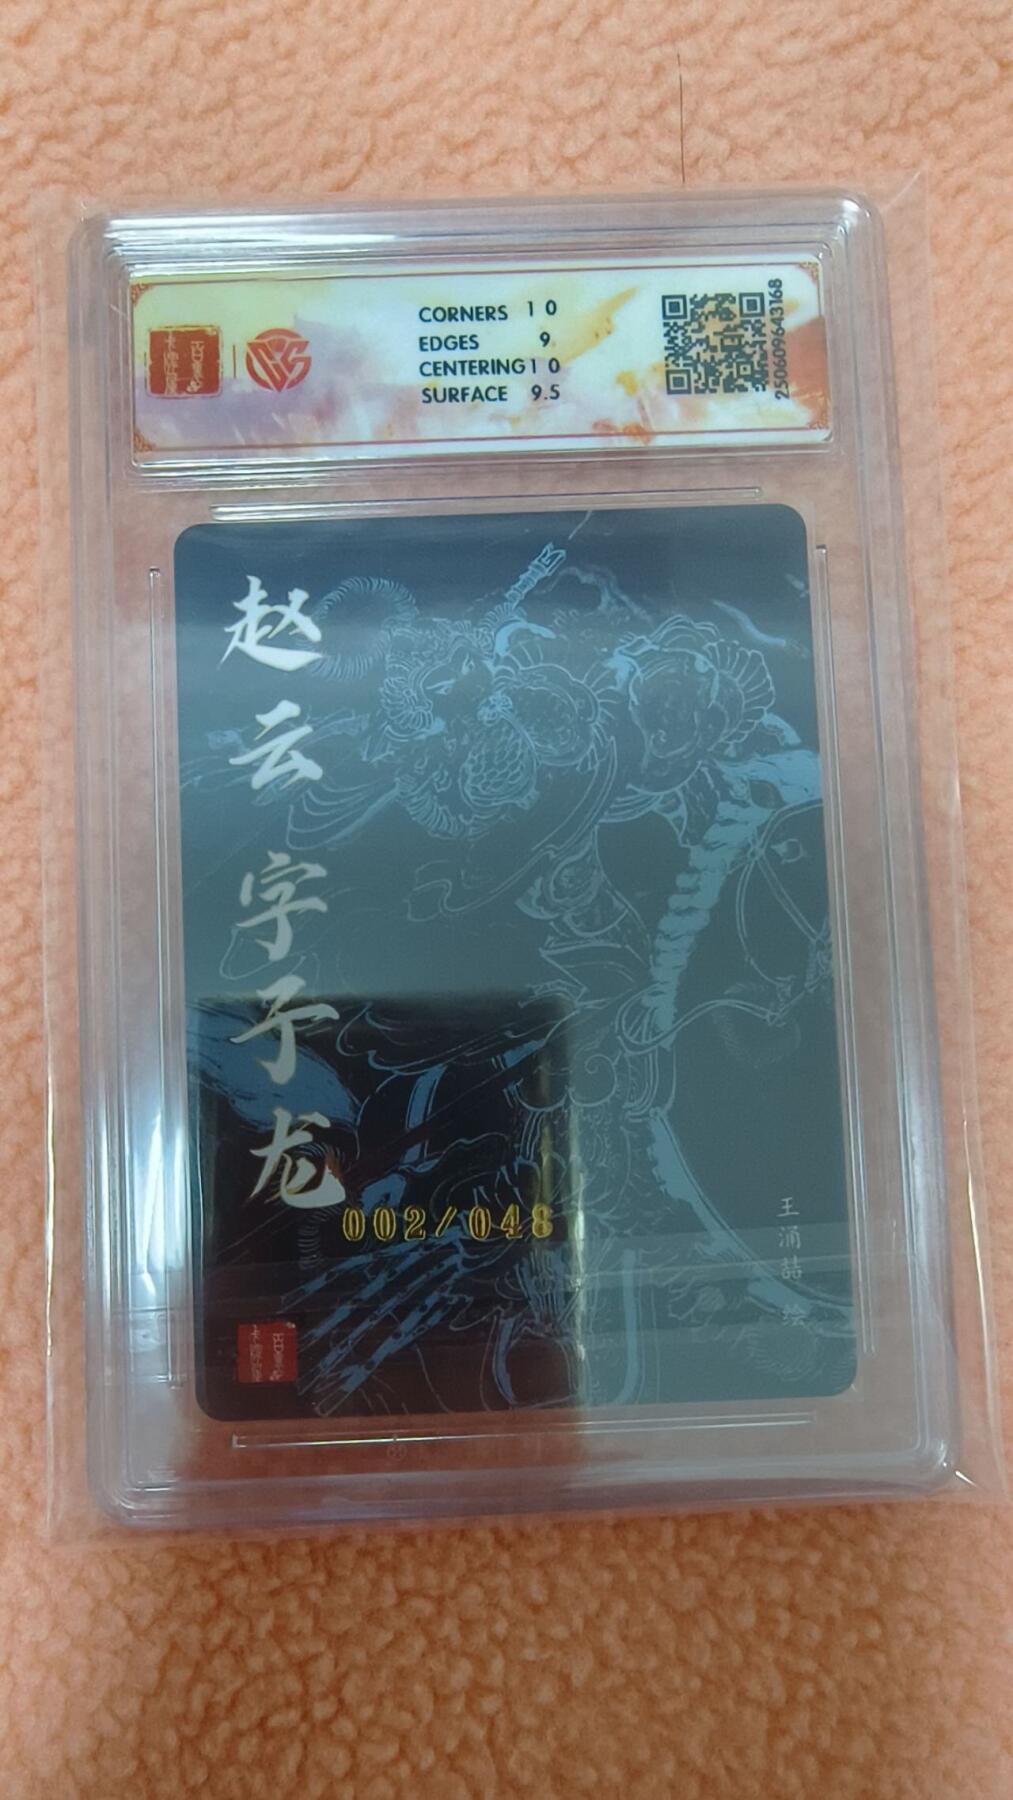 CORNERS 10
EDGES 9
CENTERING 10
SURFACE 9.5
250609643168
赵云 字子龙
002/048
王涌喆 绘